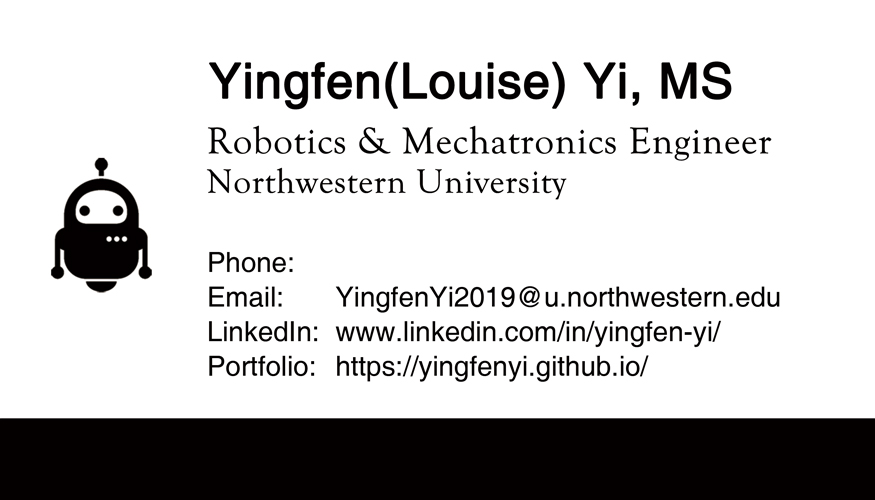 Yingfen(Louise) Yi, MS
Robotics & Mechatronics Engineer
Northwestern University
Phone:
Email: YingfenYi2019@u.northwestern.edu
LinkedIn: www.linkedin.com/in/yingfen-yi/
Portfolio: https://yingfenyi.github.io/